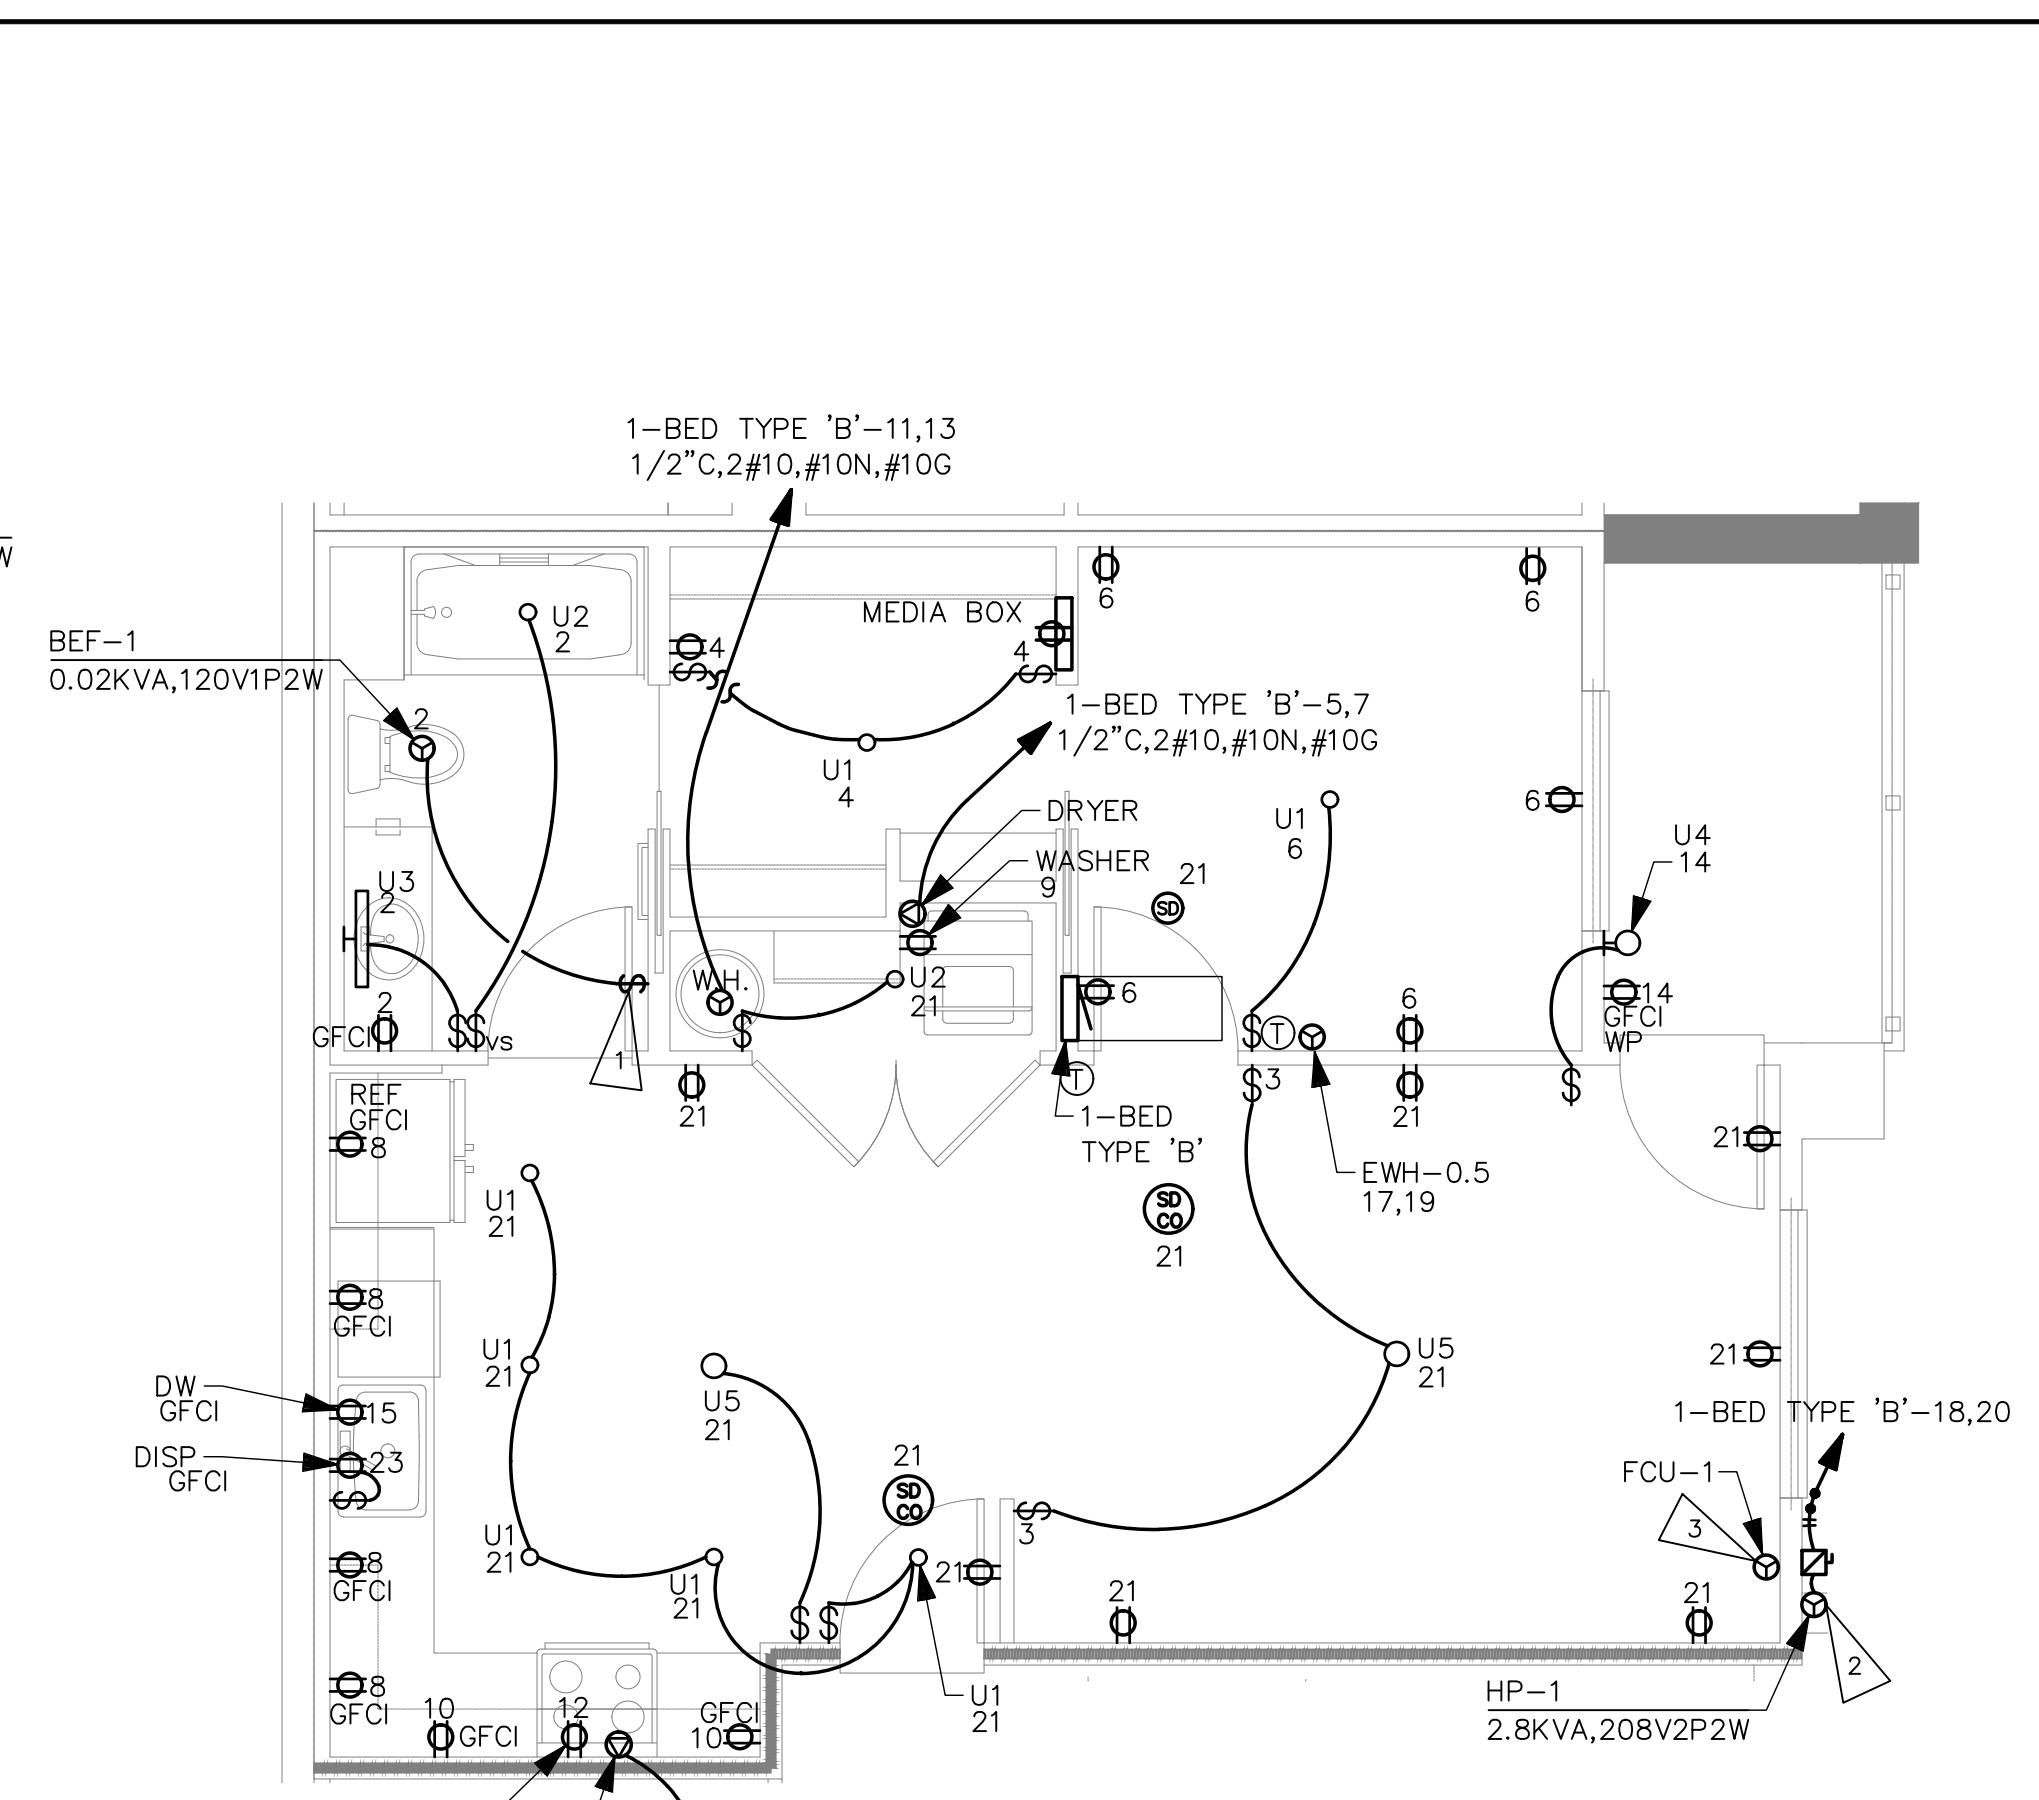 1-BED TYPE 'B'-11,13
1/2"C,2#10,#10N,#10G
W
MEDIA BOX
6
6
U2
2
4
4
BEF-1
0.02KVA,120V1P2W
2
1-BED TYPE 'B'-5,7
1/2"C,2#10,#10N,#10G
U1
4
DRYER
WASHER
9
U1
6
6
U4
14
U3
2
21
SD
W.H.
U2
21
6
6
14
GFCI
WP
2
GFCI
$
$
VS
$
$
$
T
1
21
T
$
3
21
$
REF
GFCI
8
1-BED
TYPE 'B'
21
EWH-0.5
17,19
SD
CO
21
U1
21
8
GFCI
U1
21
U5
21
U5
21
21
DW
GFCI
15
1-BED TYPE 'B'-18,20
DISP
GFCI
23
21
SD
CO
FCU-1
3
3
U1
21
8
GFCI
U1
21
21
21
21
$
$
2
8
GFCI
U1
21
HP-1
2.8KVA,208V2P2W
10
GFCI
12
GFCI
10